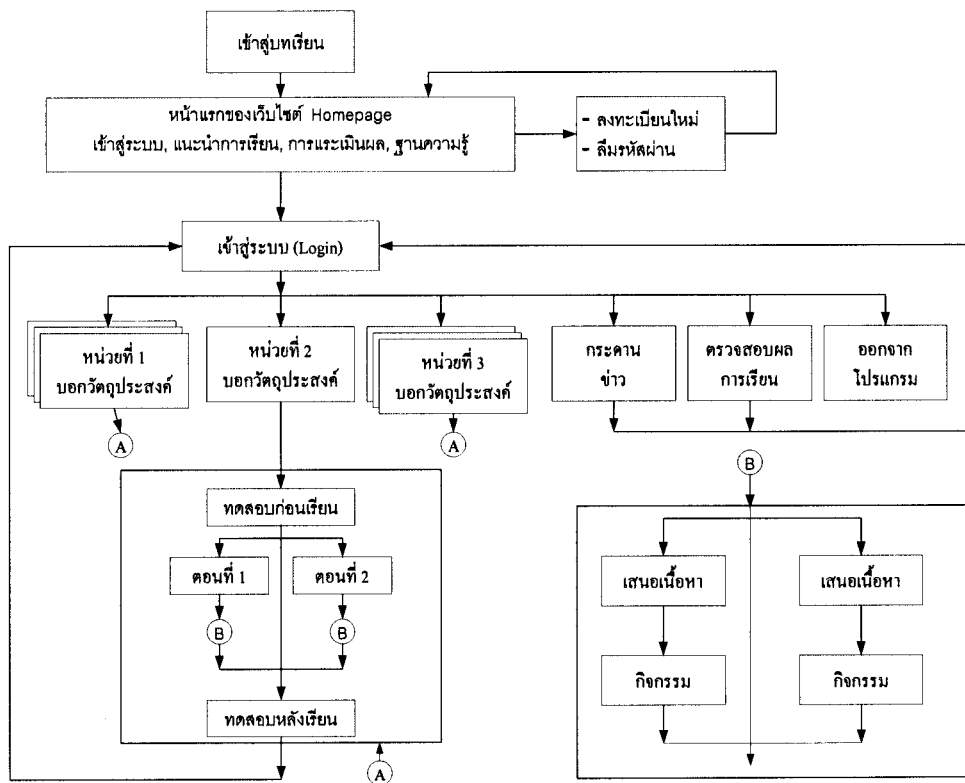 เข้าสู่บทเรียน
หน้าแรกของเว็บไซต์ Homepage
เข้าสู่ระบบ, แนะนำการเรียน, การแระเมินผล, ฐานความรู้
- ลงทะเบียนใหม่
- ลืมรหัสผ่าน
เข้าสู่ระบบ (Login)
หน่วยที่ 1
บอกวัตถุประสงค์
หน่วยที่ 2
บอกวัตถุประสงค์
หน่วยที่ 3
บอกวัตถุประสงค์
กระดาน
ข่าว
ตรวจสอบผล
การเรียน
ออกจาก
โปรแกรม
A
A
B
ทดสอบก่อนเรียน
ตอนที่ 1
ตอนที่ 2
B
B
ทดสอบหลังเรียน
A
เสนอเนื้อหา
เสนอเนื้อหา
กิจกรรม
กิจกรรม